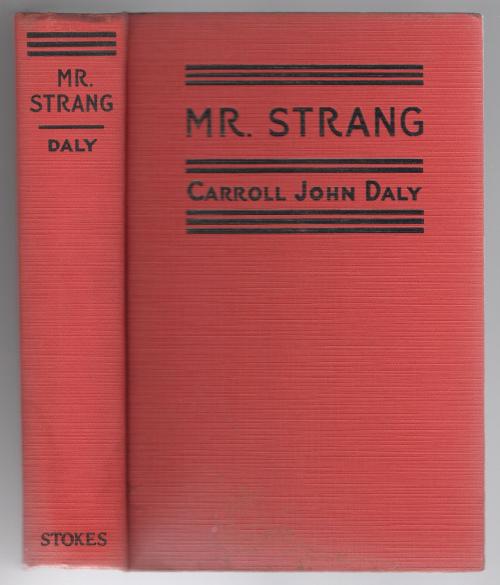 MR.
STRANG
DALY
STOKES
MR. STRANG
CARROLL JOHN DALY